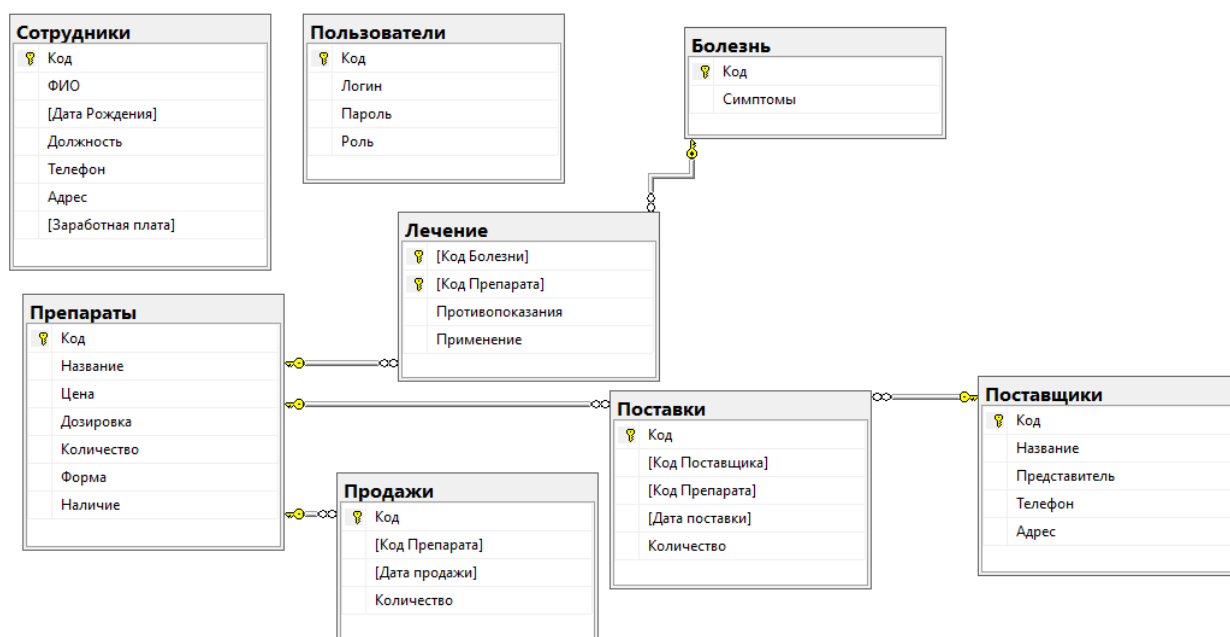 Сотрудники
Код
ФИО
[Дата Рождения]
Должность
Телефон
Адрес
[Заработная плата]
Пользователи
Код
Логин
Пароль
Роль
Болезнь
Код
Симптомы
Лечение
[Код Болезни]
[Код Препарата]
Противопоказания
Применение
Препараты
Код
Название
Цена
Дозировка
Количество
Форма
Наличие
Поставки
Код
[Код Поставщика]
[Код Препарата]
[Дата поставки]
Количество
Поставщики
Код
Название
Представитель
Телефон
Адрес
Продажи
Код
[Код Препарата]
[Дата продажи]
Количество